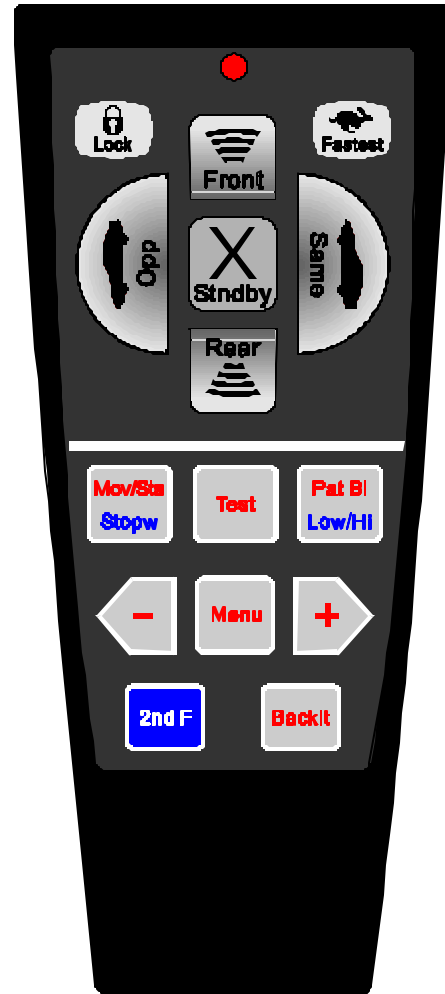 Lock
Fastest
Front
Opp
X
Stndby
Same
Rear
Mov/Sta
Stopw
Test
Pat Bl
Low/Hi
-
Menu
+
2nd F
Backlt